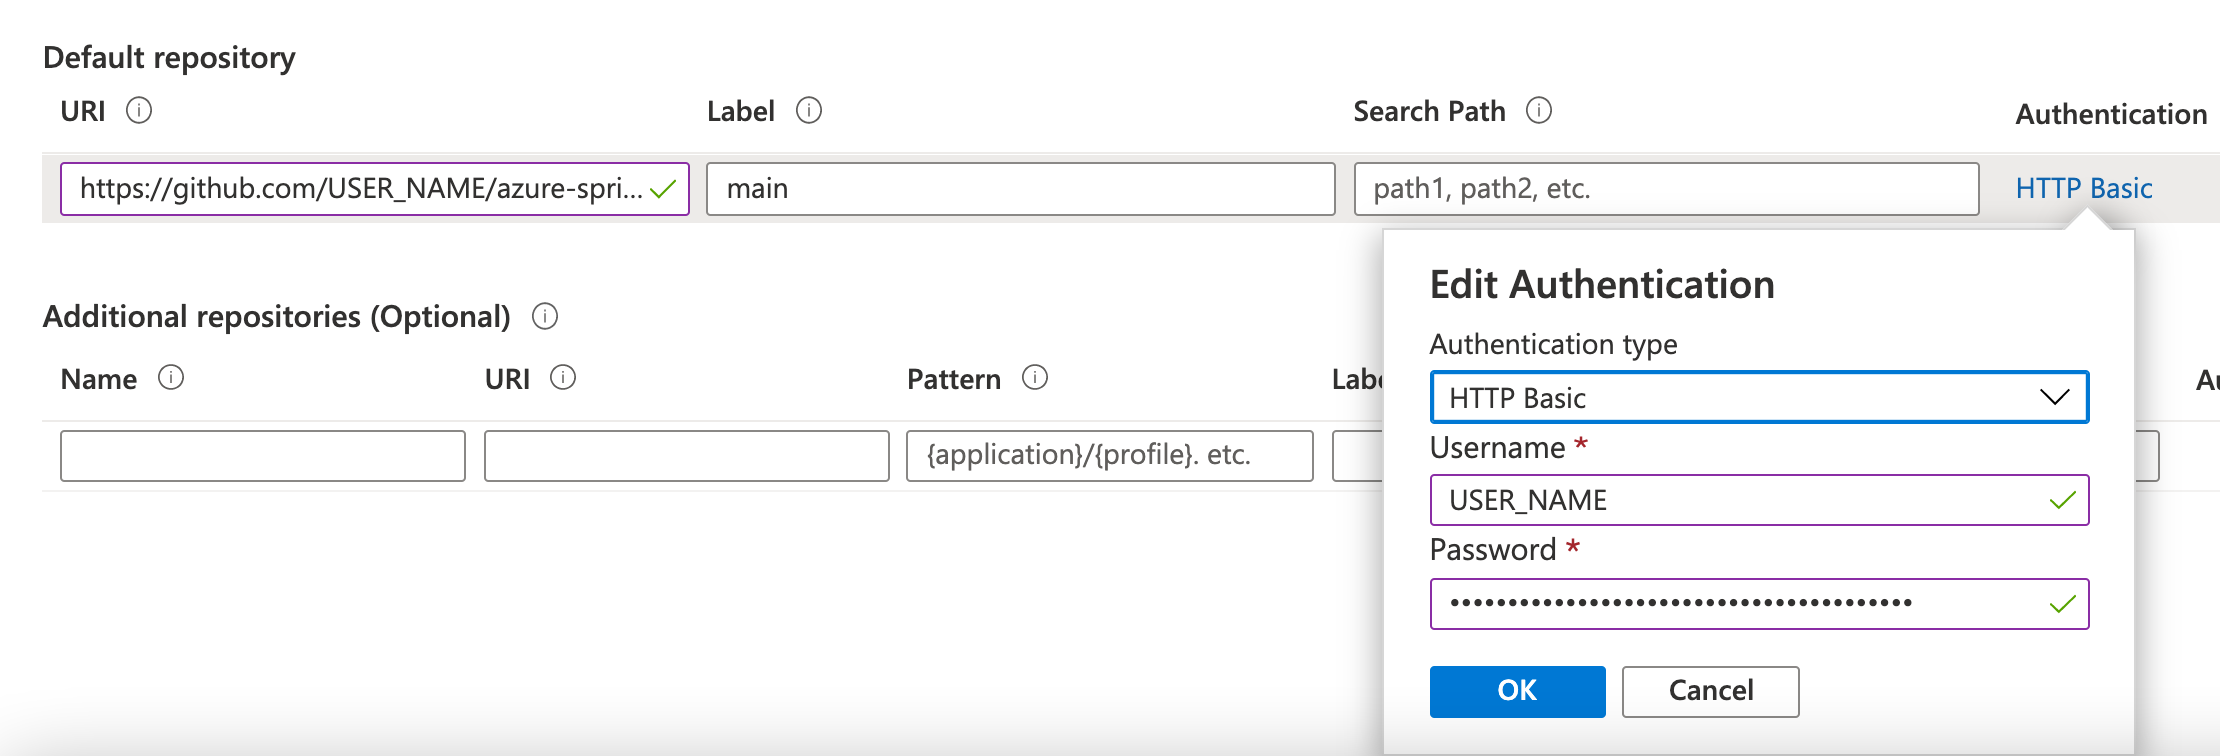 Default repository
URI
Label
Search Path
Authentication
https://github.com/USER_NAME/azure-spri...
main
path1, path2, etc.
HTTP Basic
Additional repositories (Optional)
Name
URI
Pattern
Labe
Au
{application}/{profile}. etc.
Edit Authentication
Authentication type
HTTP Basic
Username *
USER_NAME
Password *
••••••••••••••••••••••••••••••••••••••••
OK
Cancel